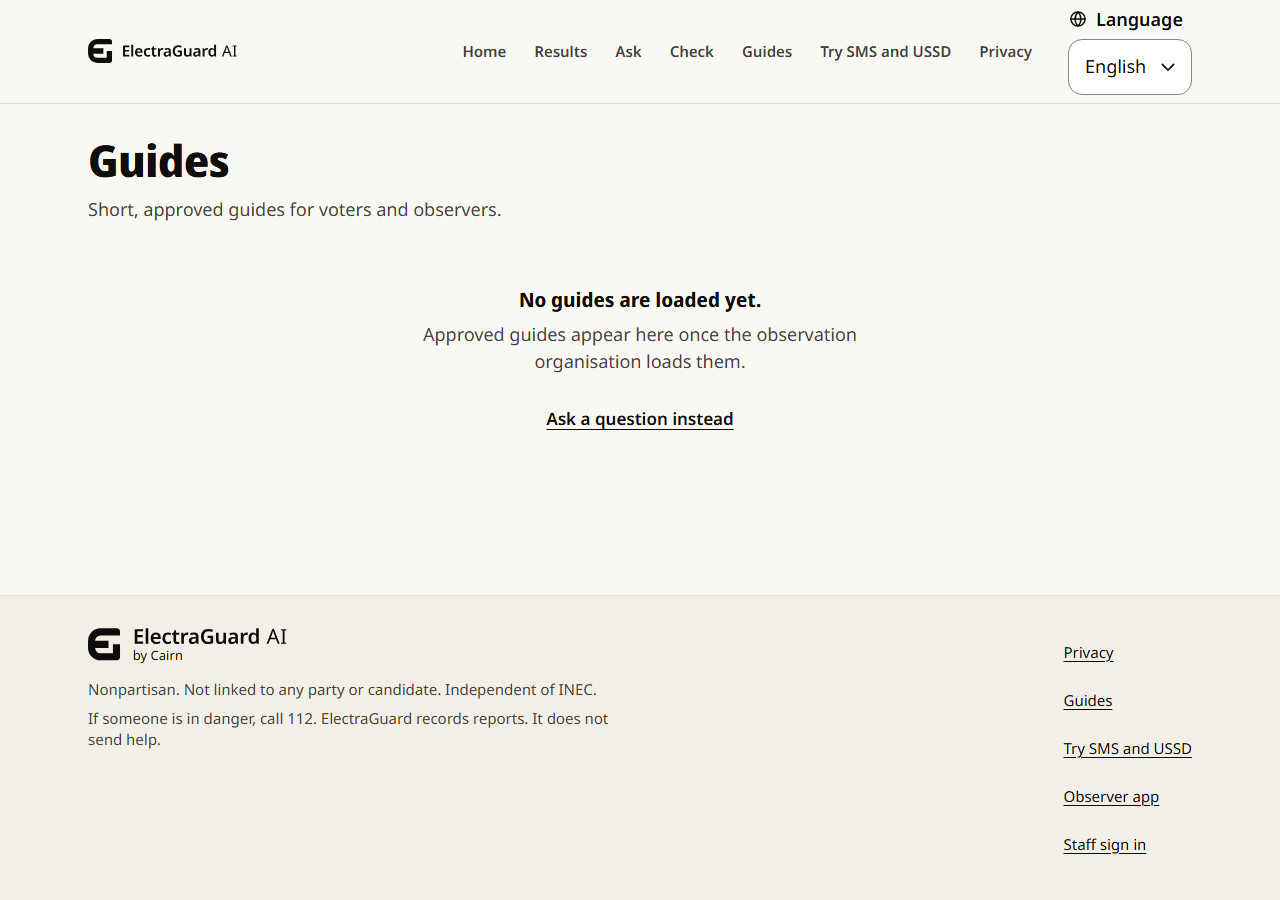 ElectraGuard AI
Home
Results
Ask
Check
Guides
Try SMS and USSD
Privacy
Language
English
Guides
Short, approved guides for voters and observers.
No guides are loaded yet.
Approved guides appear here once the observation
organisation loads them.
Ask a question instead
ElectraGuard AI
by Cairn
Nonpartisan. Not linked to any party or candidate. Independent of INEC.
If someone is in danger, call 112. ElectraGuard records reports. It does not
send help.
Privacy
Guides
Try SMS and USSD
Observer app
Staff sign in